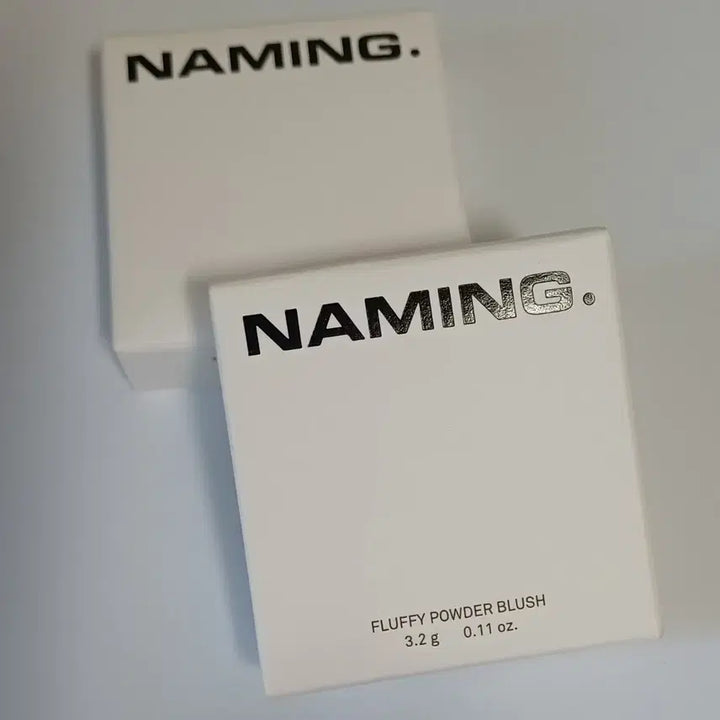 NAMING.
NAMING.
FLUFFY POWDER BLUSH
3.2 g 0.11 oz.